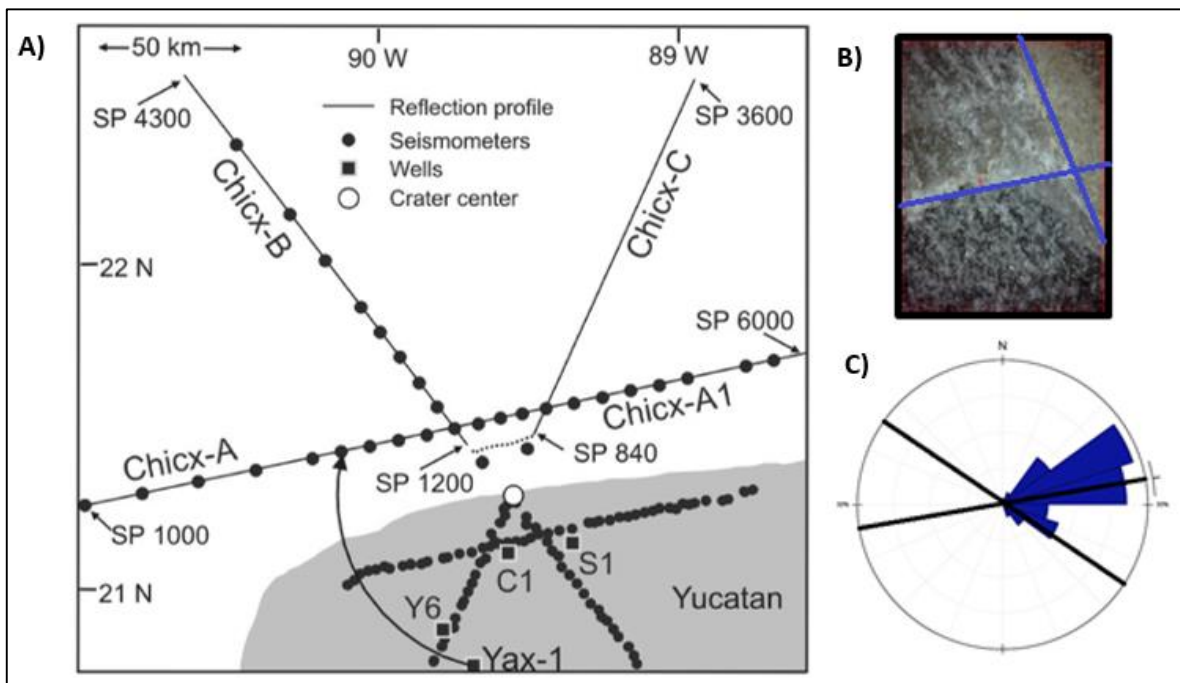 A)
50 km
90 W
89 W
SP 4300
Reflection profile
Seismometers
Wells
Crater center
SP 3600
Chicx-B
Chicx-C
22 N
SP 6000
Chicx-A
Chicx-A1
SP 1200
SP 840
SP 1000
21 N
C1
S1
Y6
Yucatan
Yax-1
B)
C)
N